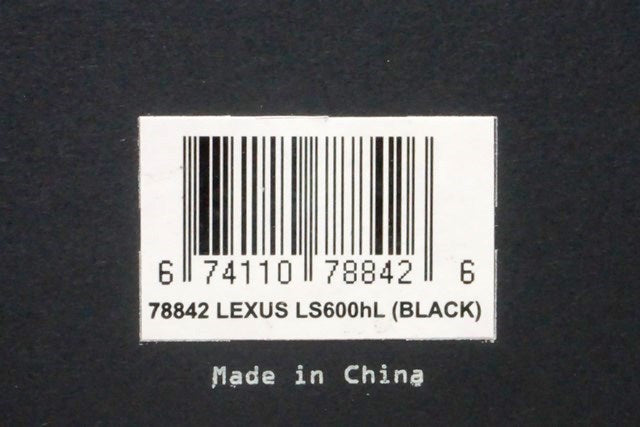 6 74110 78842 6
78842 LEXUS LS600hL (BLACK)
Made in China